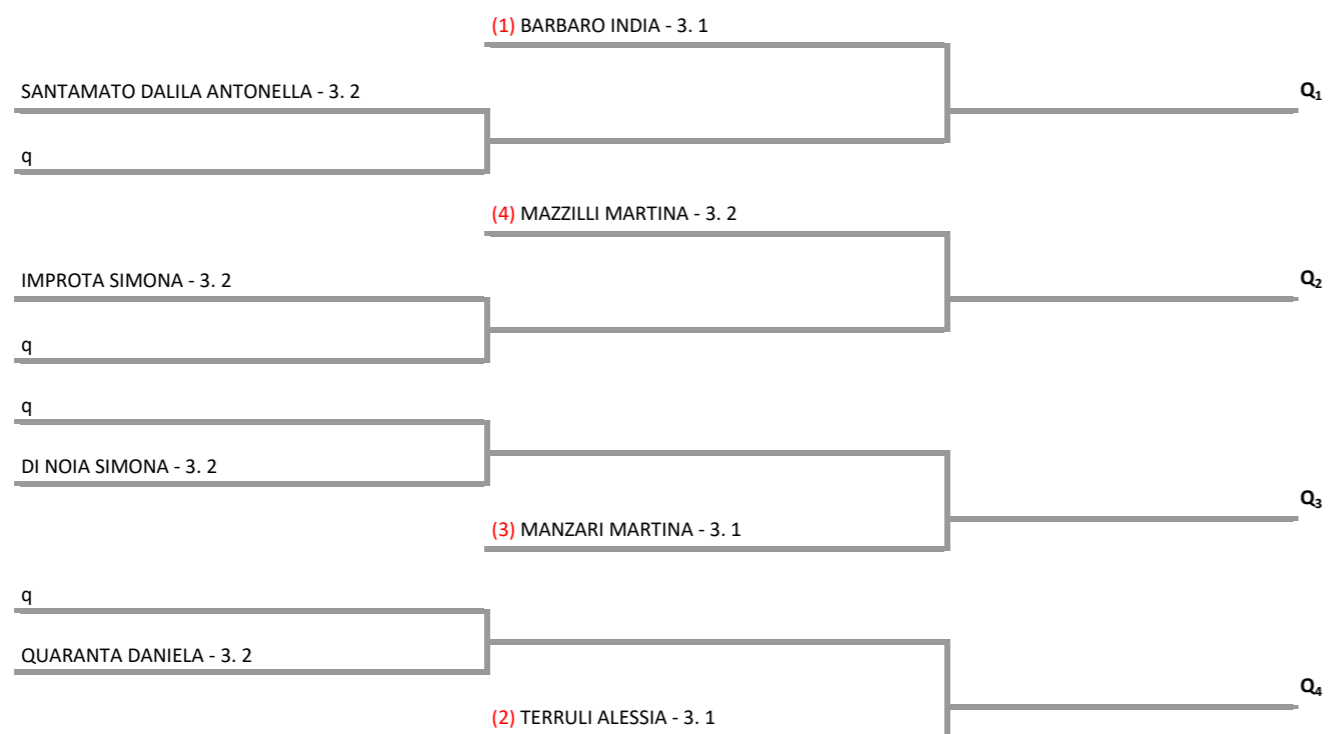 (1) BARBARO INDIA - 3. 1
SANTAMATO DALILA ANTONELLA - 3. 2
Q₁
q
(4) MAZZILLI MARTINA - 3. 2
IMPROTA SIMONA - 3. 2
Q₂
q
q
DI NOIA SIMONA - 3. 2
Q₃
(3) MANZARI MARTINA - 3. 1
q
QUARANTA DANIELA - 3. 2
Q₄
(2) TERRULI ALESSIA - 3. 1